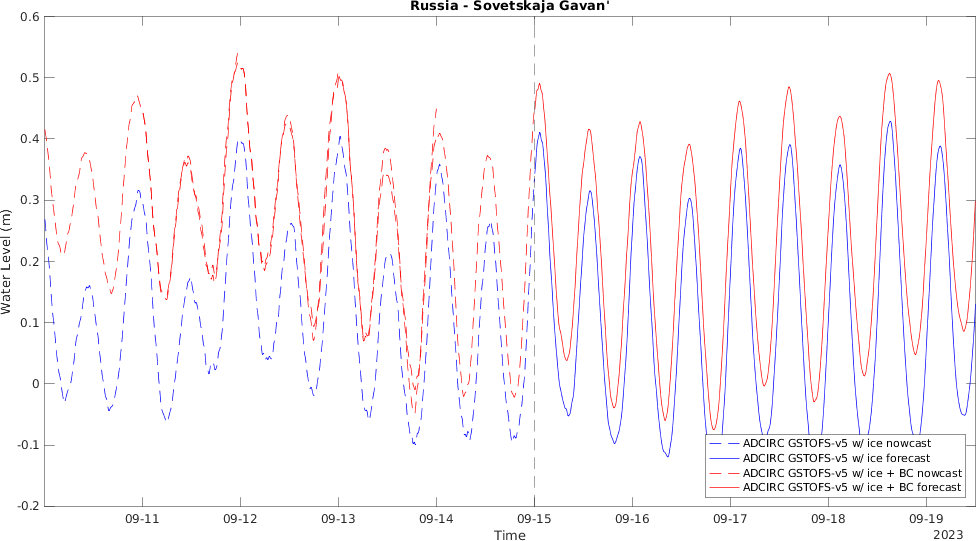 Russia - Sovetskaja Gavan'
0.6
0.5
0.4
0.3
0.2
0.1
0
-0.1
-0.2
Water Level (m)
ADCIRC GSTOFS-v5 w/ ice nowcast
ADCIRC GSTOFS-v5 w/ ice forecast
ADCIRC GSTOFS-v5 w/ ice + BC nowcast
ADCIRC GSTOFS-v5 w/ ice + BC forecast
09-11 09-12 09-13 09-14 09-15 09-16 09-17 09-18 09-19
Time
2023